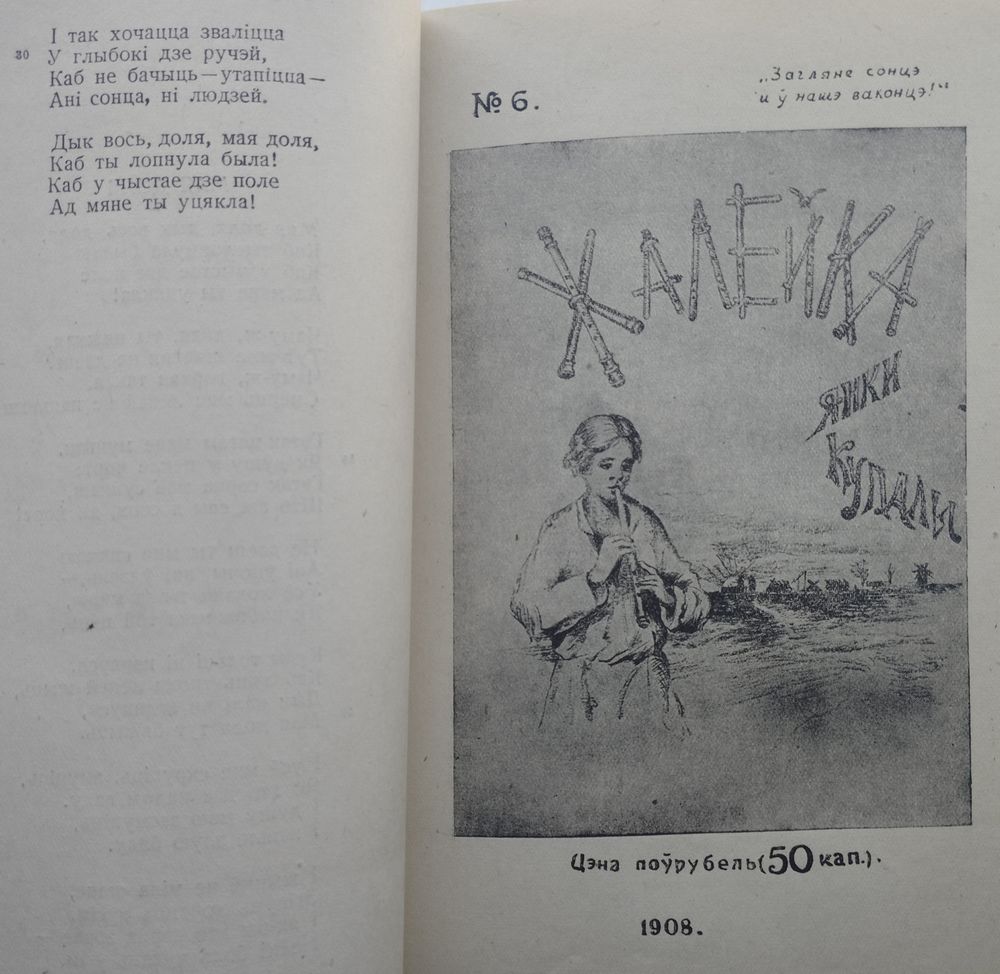 І так хочацца зваліцца
30 У глыбокі дзе ручэй,
Каб не бачыць—утапіцца—
Ані сонца, ні людзей.
Дык вось, доля, мая доля,
Каб ты лопнула была!
Каб у чыстае дзе поле
Ад мяне ты уцякла!
№ 6.
„Загляне сонцэ
и ў нашэ ваконцэ!“
ЖАЛЕЙКА
ЯНКИ
КУПАЛЫ
Цэна поўрубель (50 кап.).
1908.